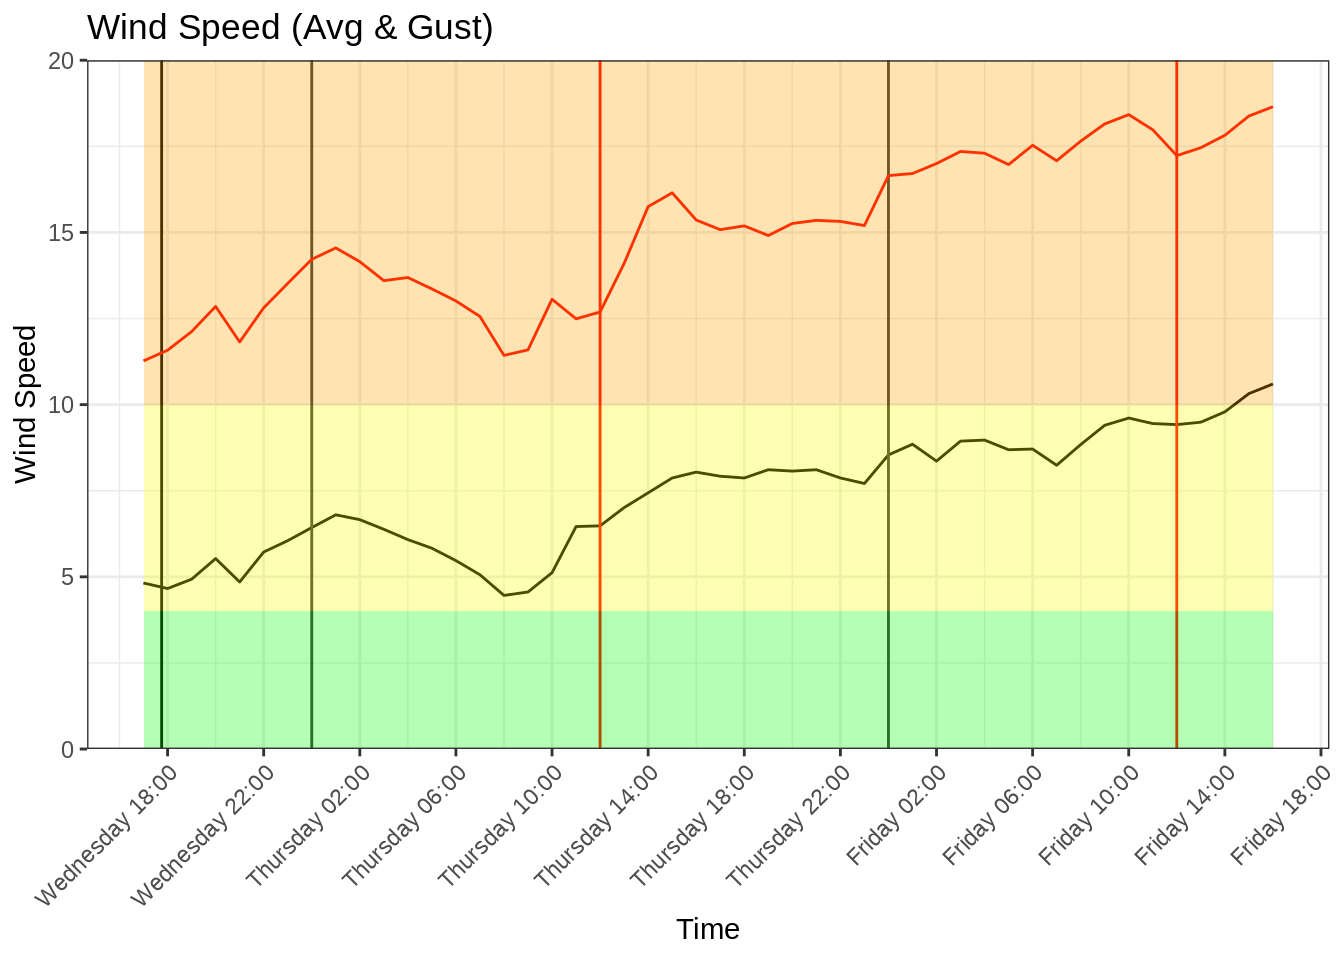 Wind Speed (Avg & Gust)
20
15
10
5
0
Wind Speed
Wednesday 18:00
Wednesday 22:00
Thursday 02:00
Thursday 06:00
Thursday 10:00
Thursday 14:00
Thursday 18:00
Thursday 22:00
Friday 02:00
Friday 06:00
Friday 10:00
Friday 14:00
Friday 18:00
Time